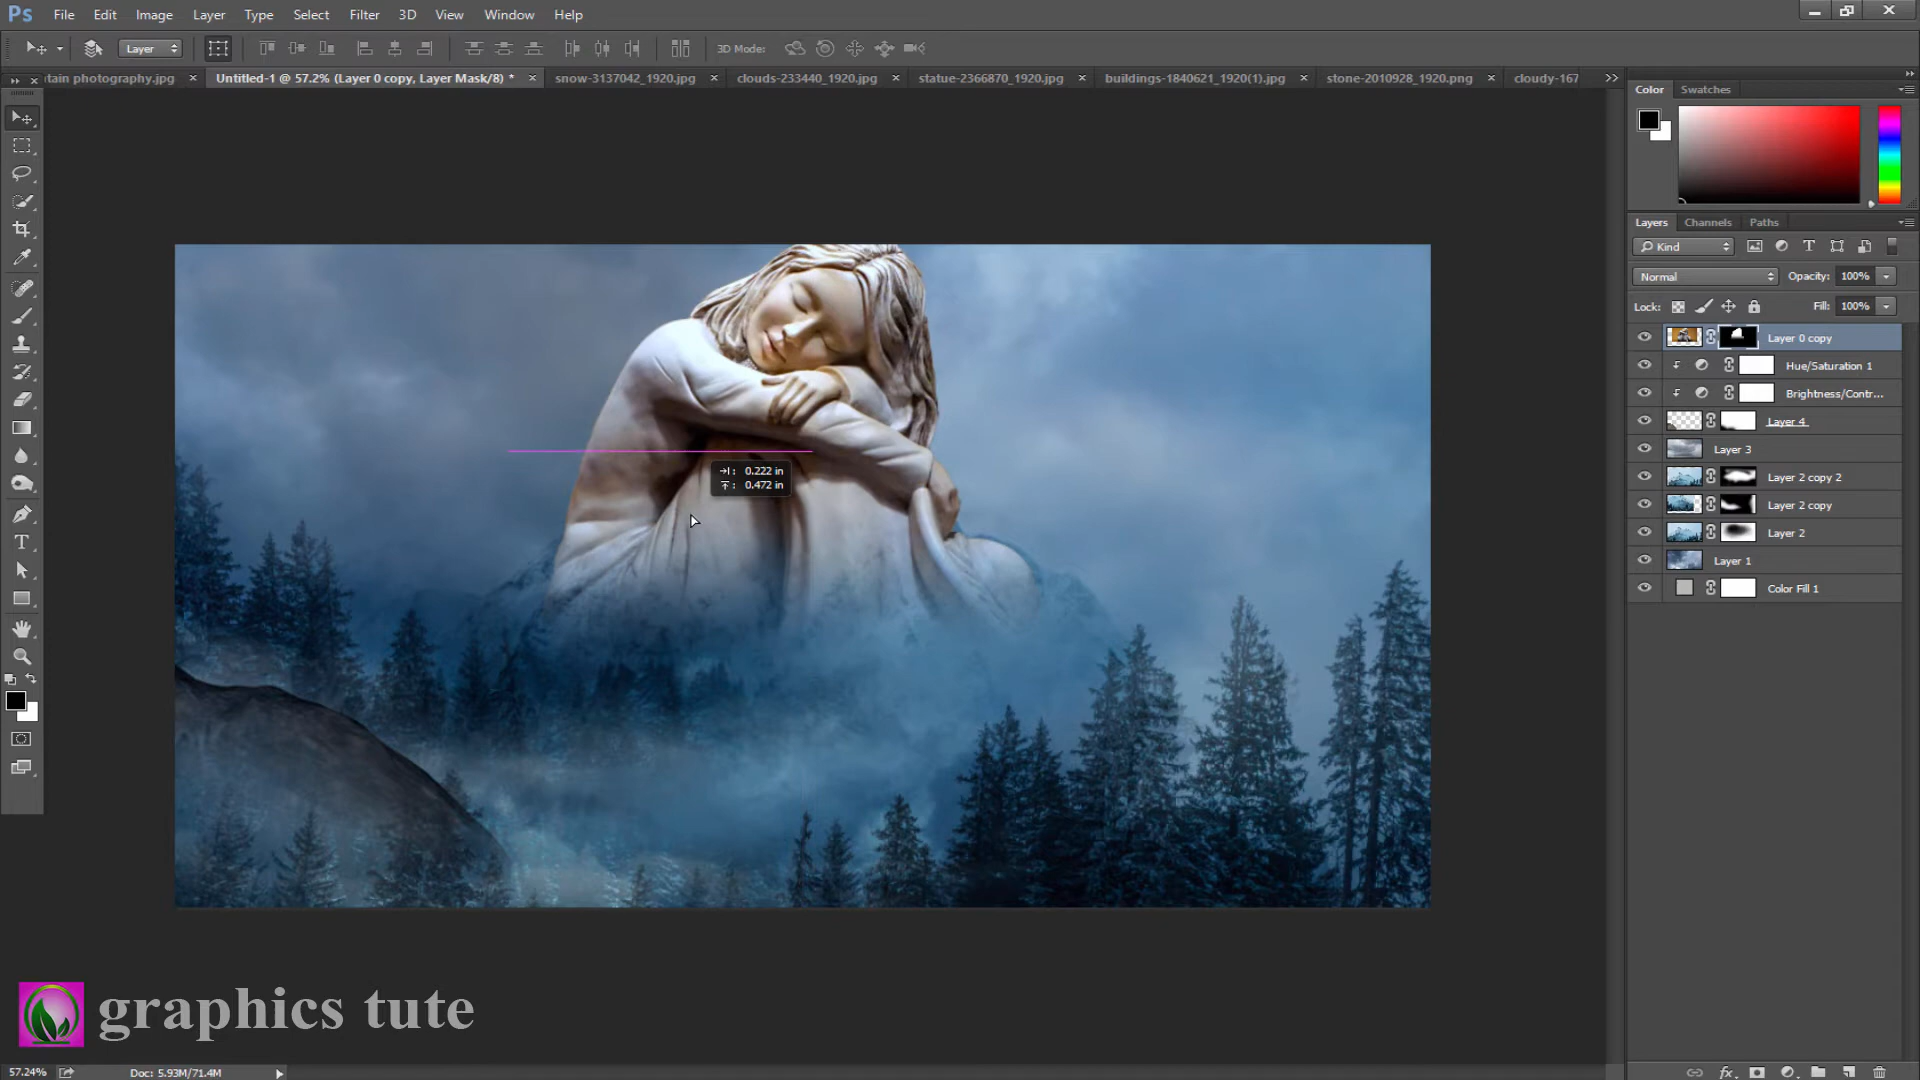 Ps File Edit Image Layer Type Select Filter 3D View Window Help
Layer 3D Mode:
tain photography.jpg × Untitled-1 @ 57.2% (Layer 0 copy, Layer Mask/8) * × snow-3137042_1920.jpg × clouds-233440_1920.jpg × statue-2366870_1920.jpg × buildings-1840621_1920(1).jpg × stone-2010928_1920.png × cloudy-167
Color Swatches
Layers Channels Paths
Kind
Normal Opacity: 100%
Lock: Fill: 100%
Layer 0 copy
Hue/Saturation 1
Brightness/Contr...
Layer 4
Layer 3
Layer 2 copy 2
Layer 2 copy
Layer 2
Layer 1
Color Fill 1
0.222 in
0.472 in
graphics tute
57.24% Doc: 5.93M/71.4M
fx